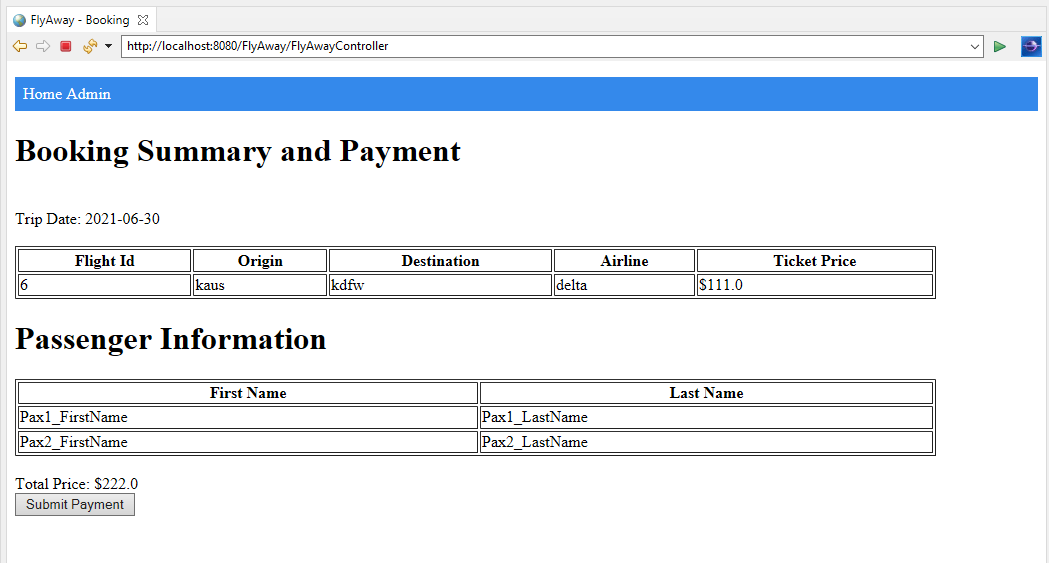 FlyAway - Booking
http://localhost:8080/FlyAway/FlyAwayController
Home Admin
Booking Summary and Payment
Trip Date: 2021-06-30
Flight Id Origin Destination Airline Ticket Price
6 kaus kdfw delta $111.0
Passenger Information
First Name Last Name
Pax1_FirstName Pax1_LastName
Pax2_FirstName Pax2_LastName
Total Price: $222.0
Submit Payment